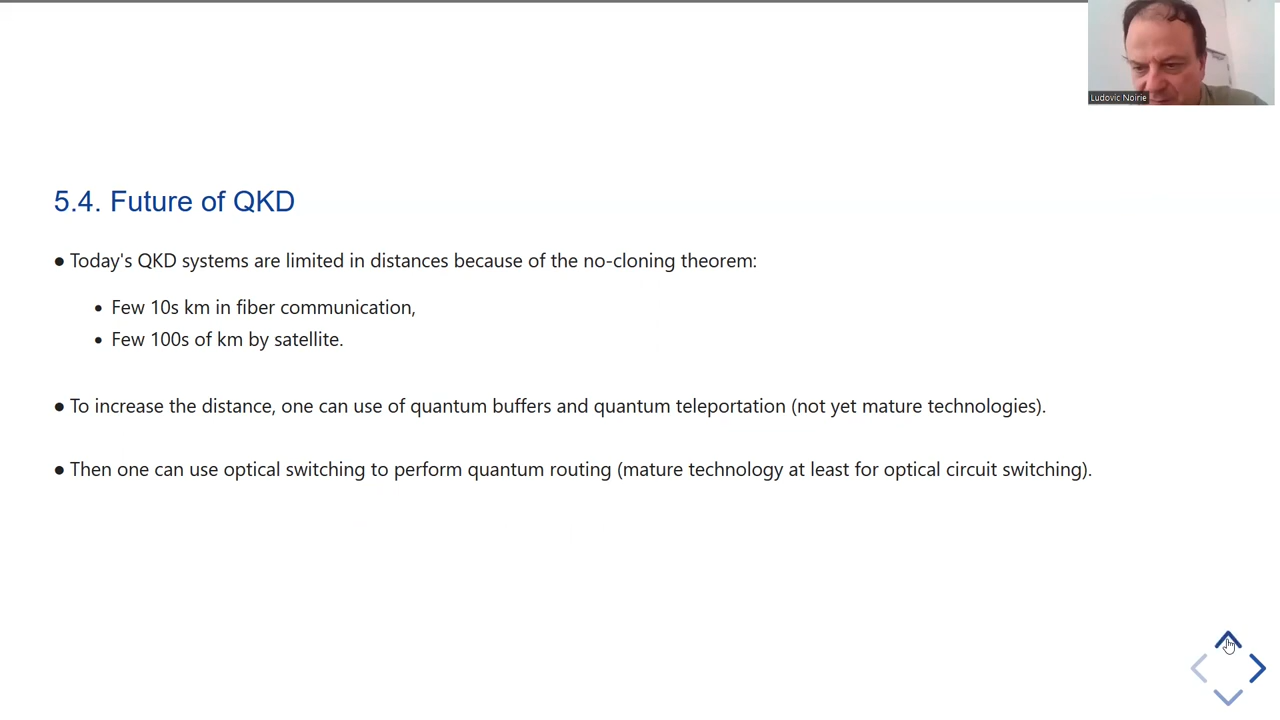 Ludovic Noirie
5.4. Future of QKD
● Today's QKD systems are limited in distances because of the no-cloning theorem:
• Few 10s km in fiber communication,
• Few 100s of km by satellite.
● To increase the distance, one can use of quantum buffers and quantum teleportation (not yet mature technologies).
● Then one can use optical switching to perform quantum routing (mature technology at least for optical circuit switching).